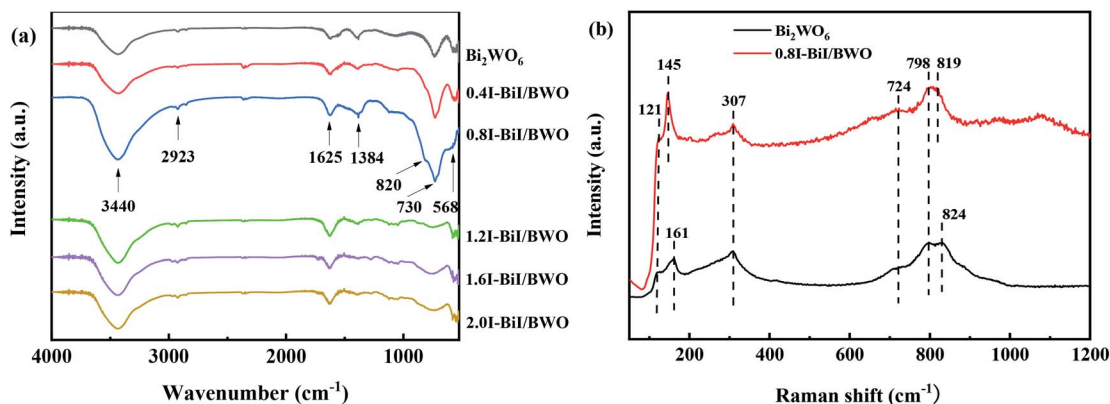 (a)
Bi₂WO₆
0.4I-BiI/BWO
0.8I-BiI/BWO
2923
1625
1384
820
730
568
3440
1.2I-BiI/BWO
1.6I-BiI/BWO
2.0I-BiI/BWO
Intensity (a.u.)
4000 3000 2000 1000
Wavenumber (cm⁻¹)
(b)
Bi₂WO₆
0.8I-BiI/BWO
145
798
819
121
724
307
161
824
Intensity (a.u.)
200 400 600 800 1000 1200
Raman shift (cm⁻¹)